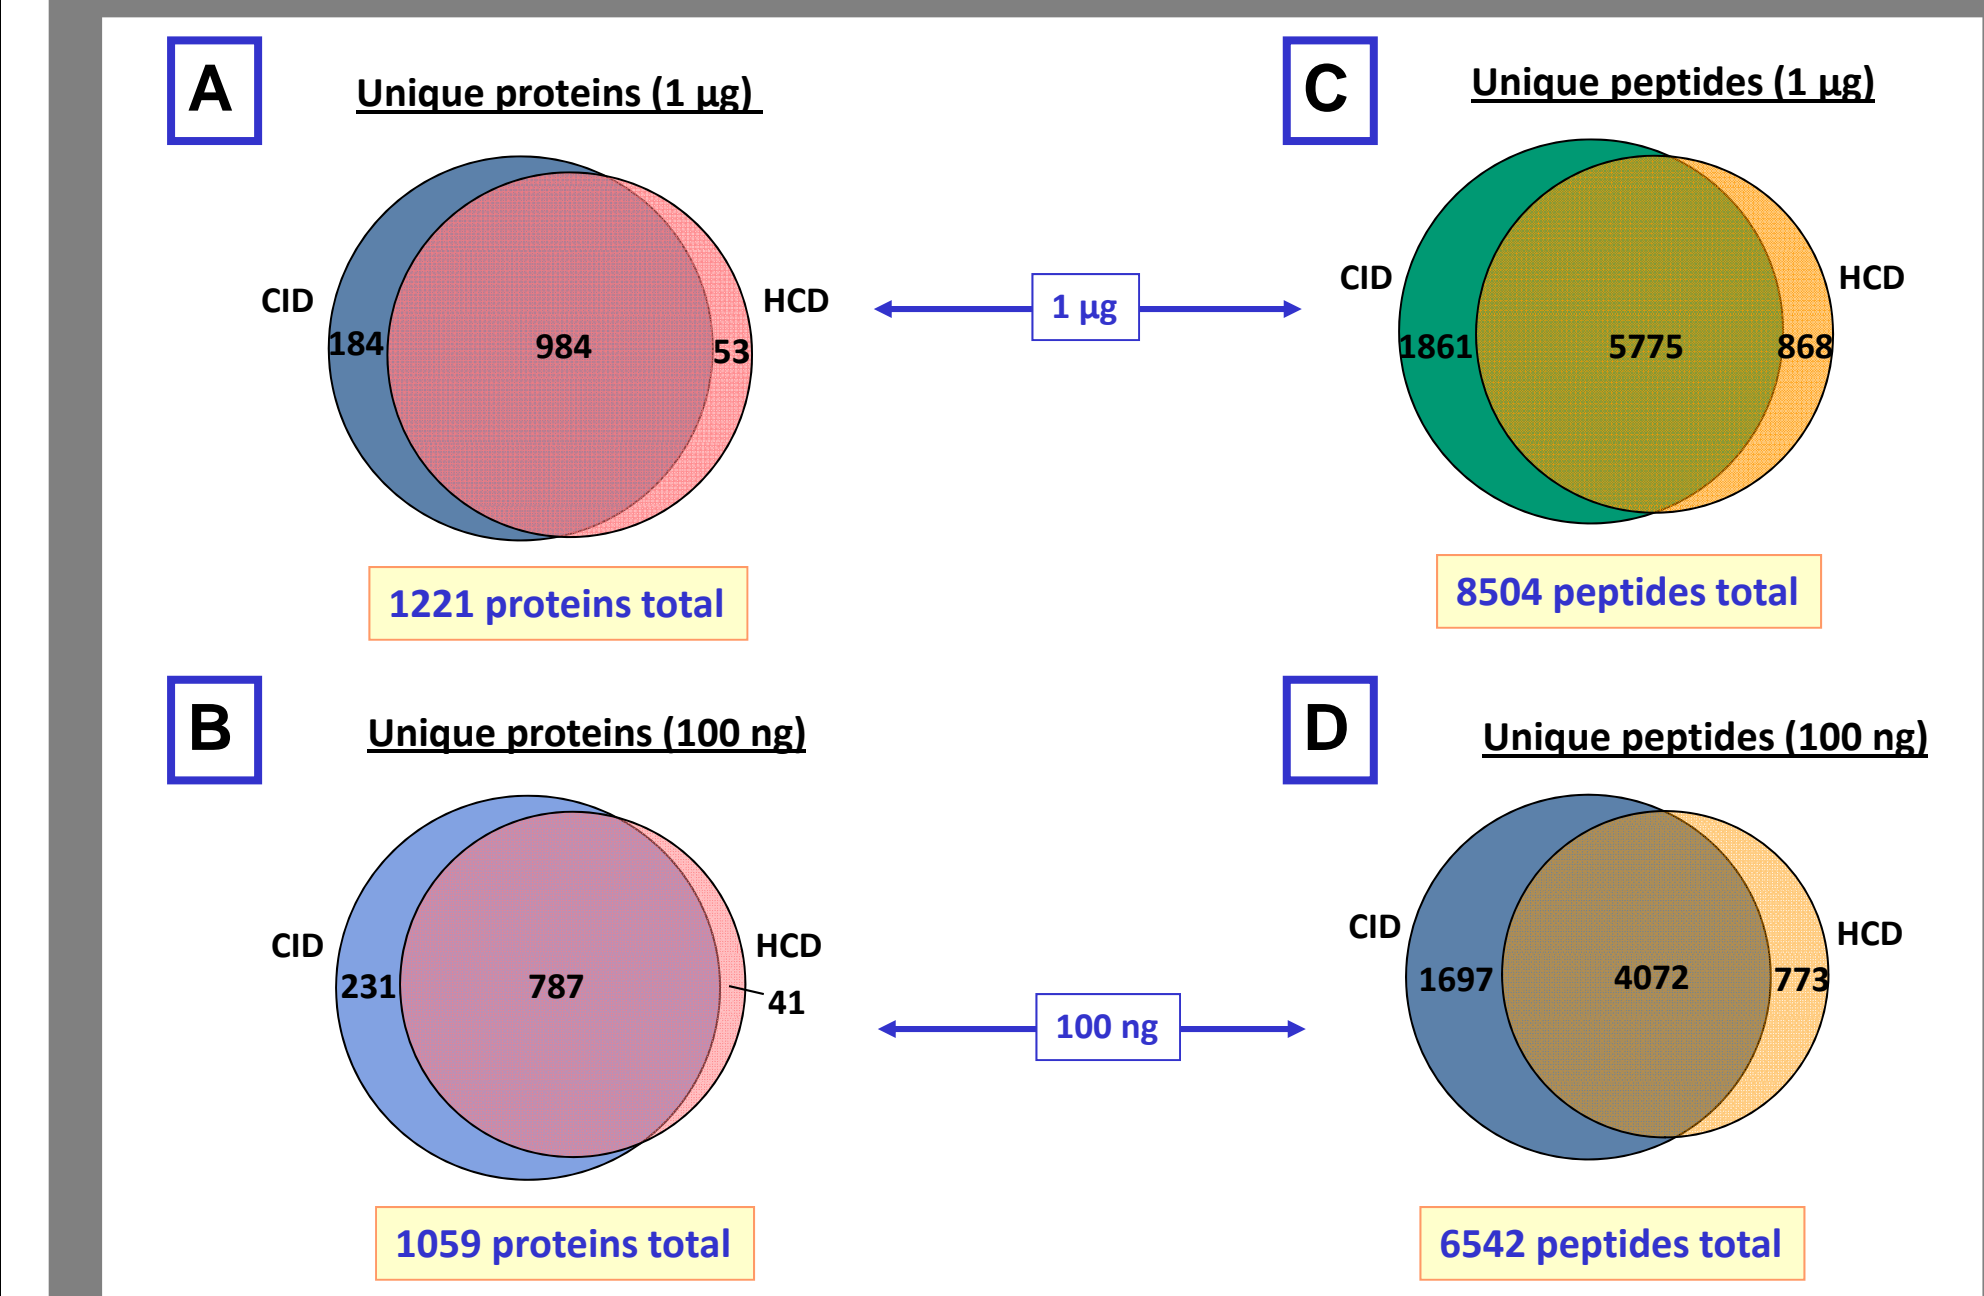 A
Unique proteins (1 µg)
CID
HCD
184
984
53
1221 proteins total
C
Unique peptides (1 µg)
CID
HCD
1861
5775
868
8504 peptides total
1 µg
B
Unique proteins (100 ng)
CID
HCD
231
787
41
1059 proteins total
D
Unique peptides (100 ng)
CID
HCD
1697
4072
773
6542 peptides total
100 ng